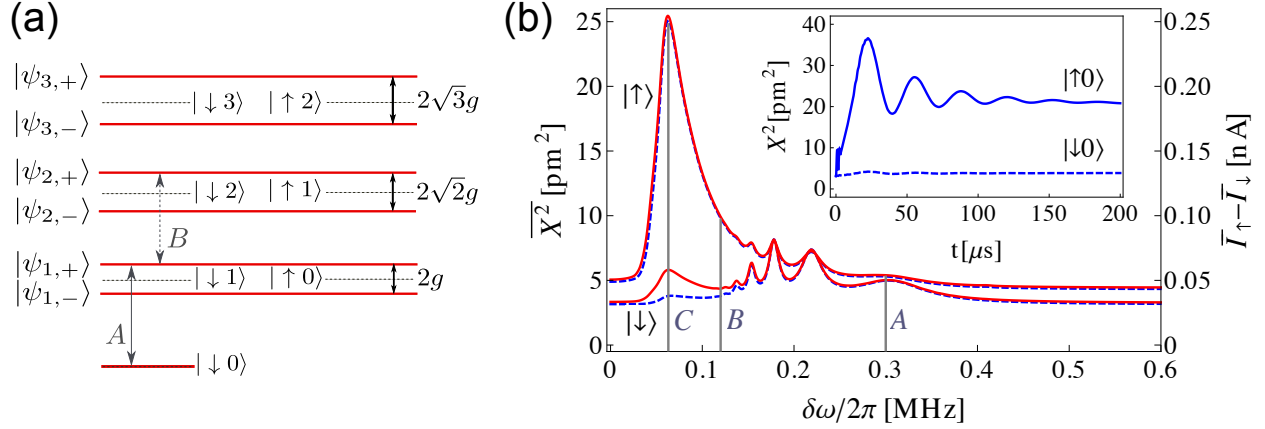 (a)
|ψ3,+⟩
|↓3⟩ |↑2⟩ 2√3g
|ψ3,−⟩
|ψ2,+⟩
|↓2⟩ |↑1⟩ 2√2g
|ψ2,−⟩
B
|ψ1,+⟩
|↓1⟩ |↑0⟩ 2g
|ψ1,−⟩
A
|↓0⟩
(b)
25
20
15
10
5
0
X̅² [pm²]
0 0.1 0.2 0.3 0.4 0.5 0.6
δω/2π [MHz]
0.25
0.20
0.15
0.10
0.05
0.00
I̅↑−I̅↓ [nA]
|↑⟩
|↓⟩
C
B
A
40
30
20
10
0
X² [pm²]
|↑0⟩
|↓0⟩
0 50 100 150 200
t[μs]